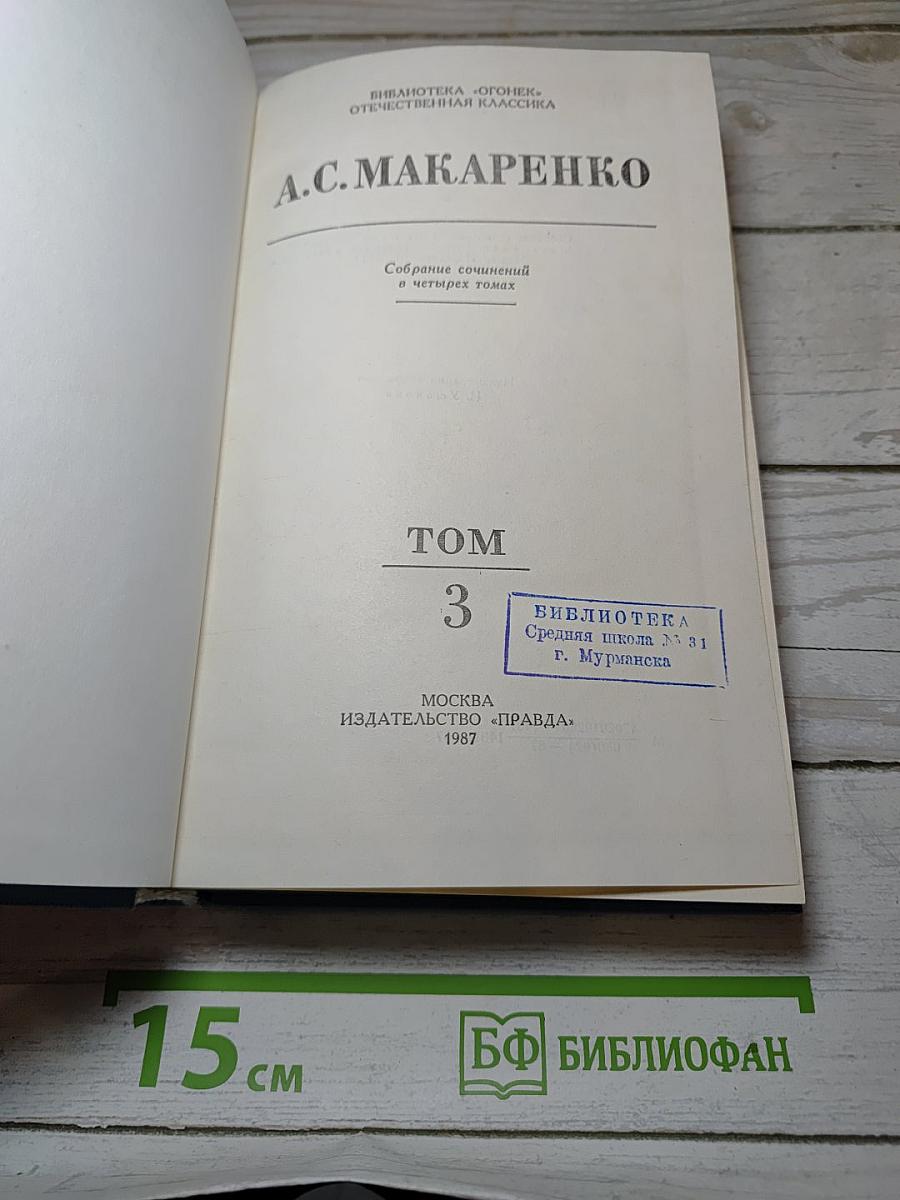 БИБЛИОТЕКА «ОГОНЕК»
ОТЕЧЕСТВЕННАЯ КЛАССИКА
А.С.МАКАРЕНКО
Собрание сочинений
в четырех томах
ТОМ
3
БИБЛИОТЕКА
Средняя школа № 31
г. Мурманска
МОСКВА
ИЗДАТЕЛЬСТВО «ПРАВДА»
1987
15 см
БФ БИБЛИОФАН